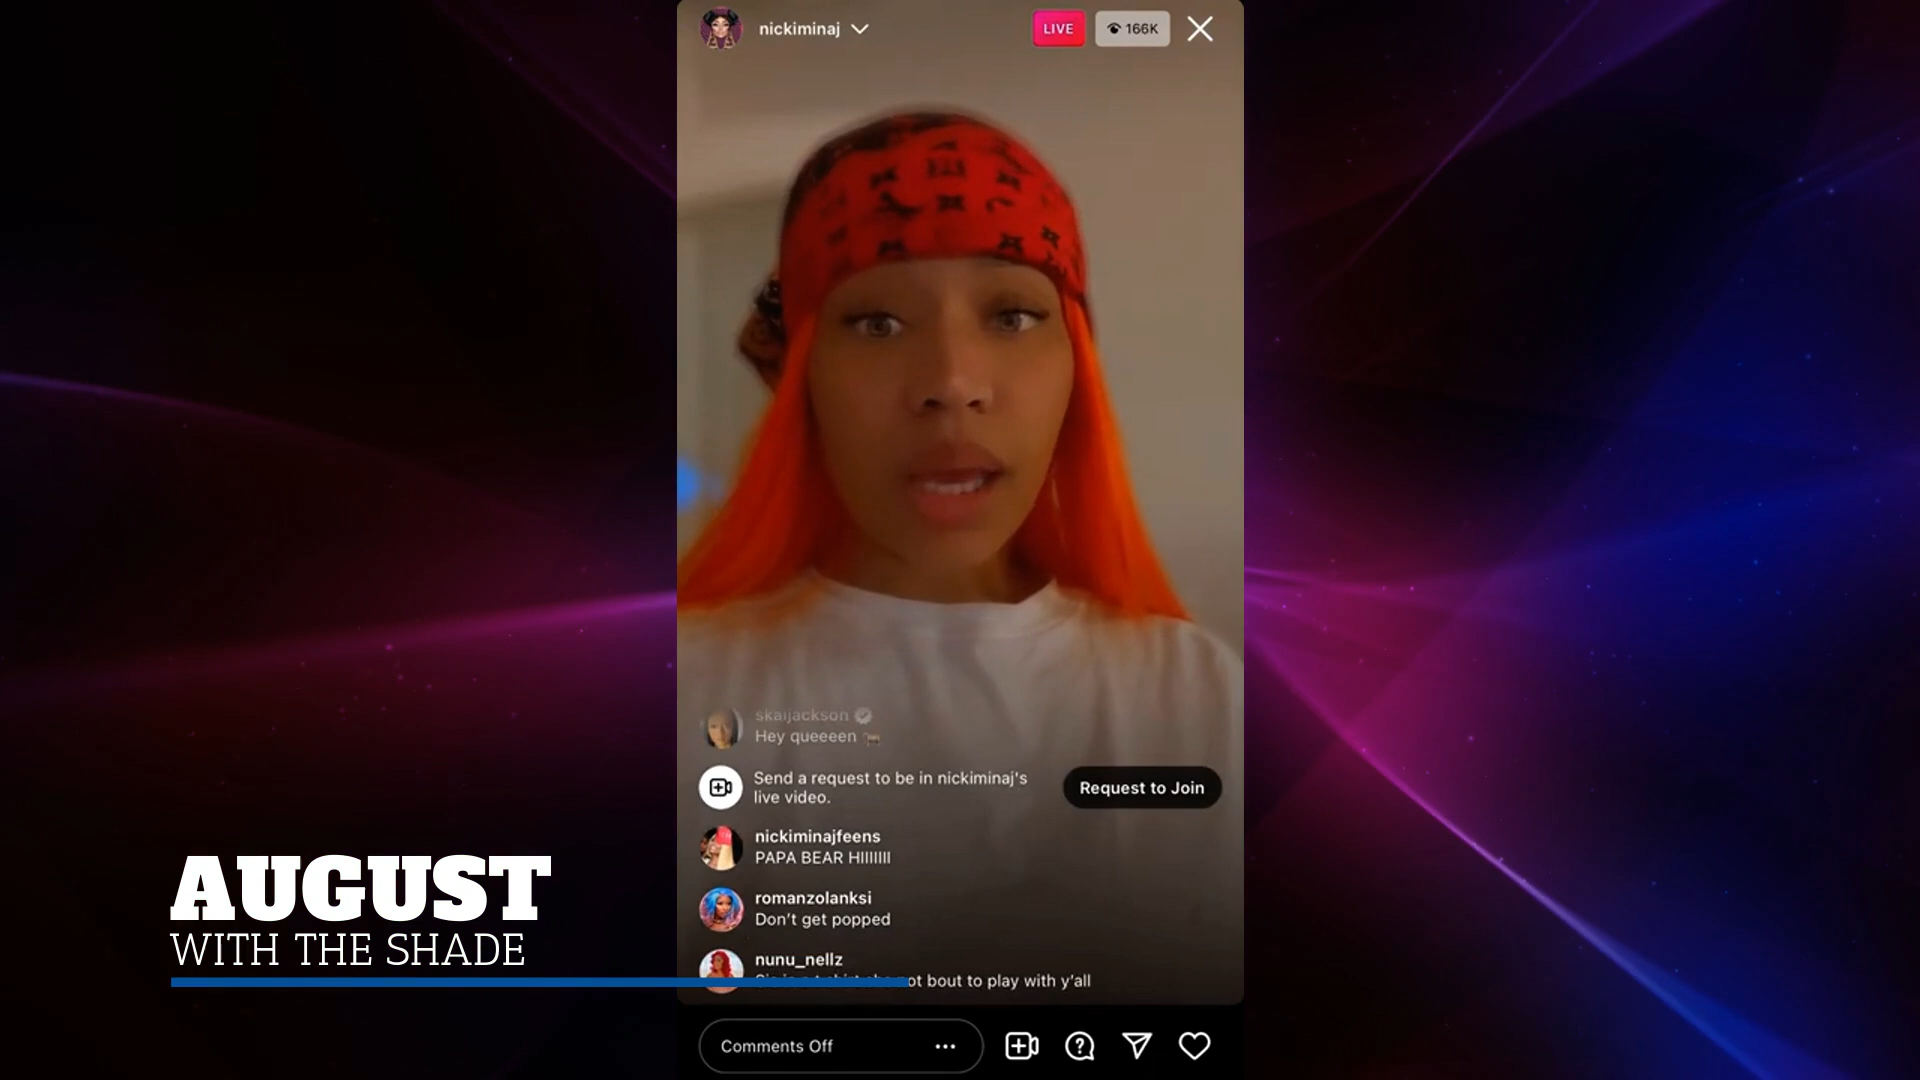 nickiminaj
LIVE
166K
skaijackson
Hey queeeen
Send a request to be in nickiminaj's
live video.
Request to Join
nickiminajfeens
PAPA BEAR HIIIIIII
romanzolanksi
Don't get popped
nunu_nellz
bout to play with y'all
AUGUST
WITH THE SHADE
Comments Off